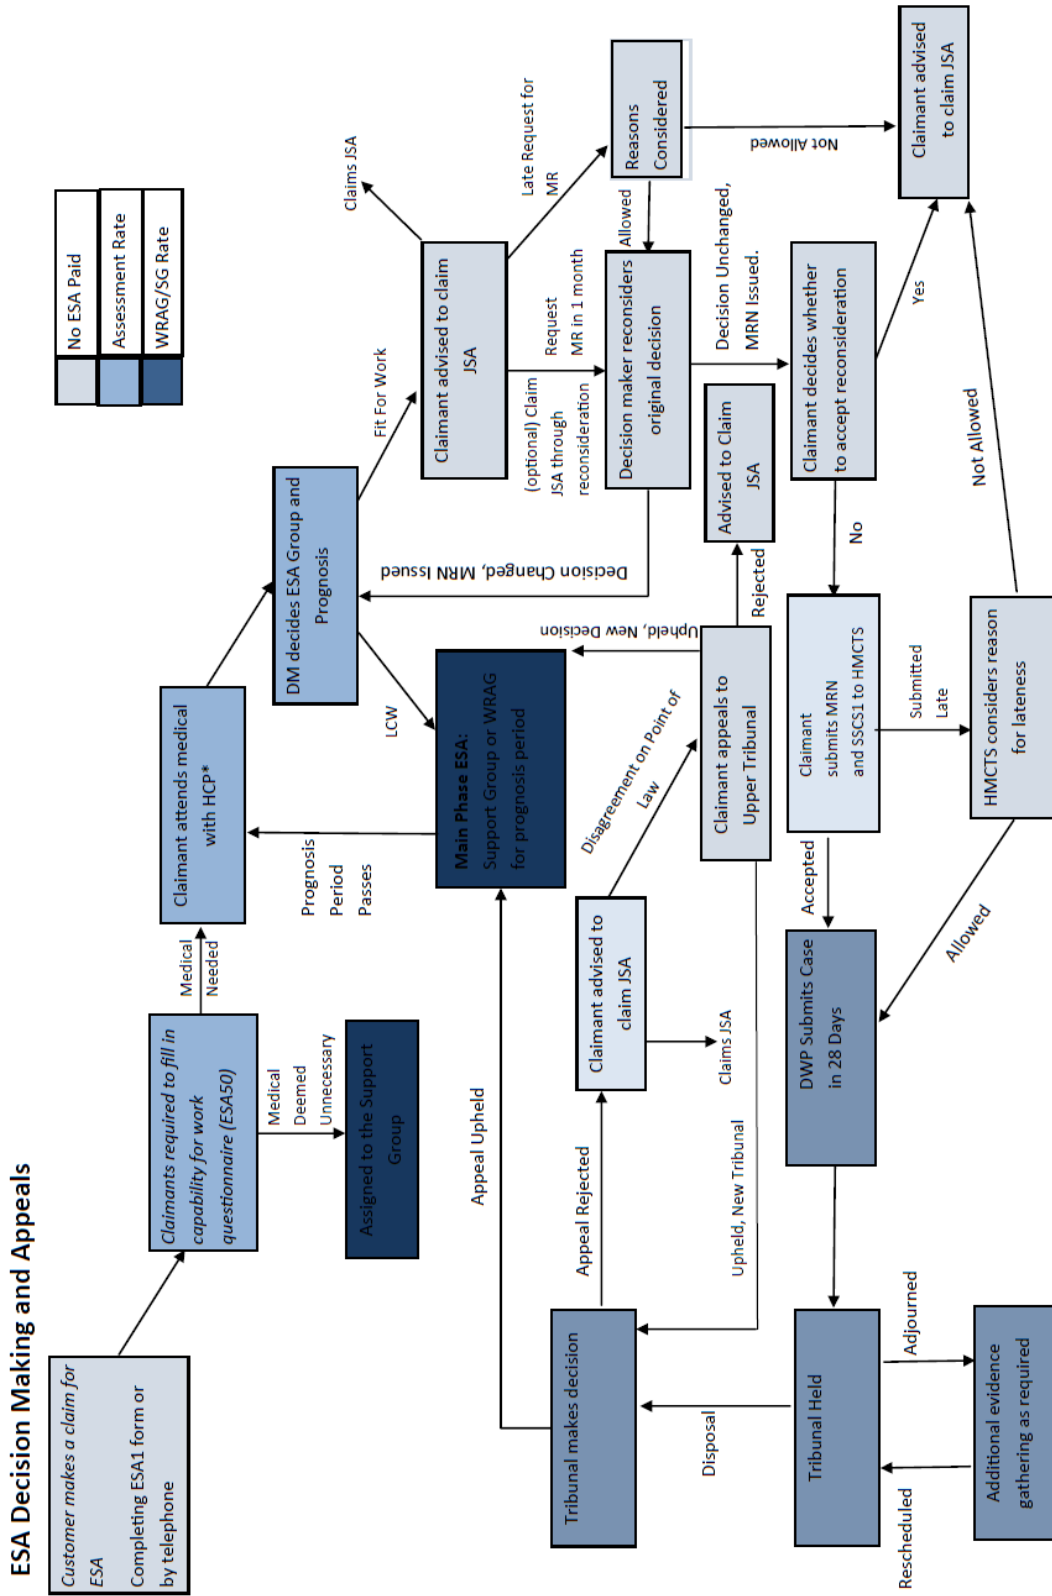 ESA Decision Making and Appeals
Customer makes a claim for
ESA
Completing ESA1 form or
by telephone
Claimants required to fill in
capability for work
questionnaire (ESA50)
Medical
Needed
Medical
Deemed
Unnecessary
Assigned to the Support
Group
Claimant attends medical
with HCP*
Prognosis
Period
Passes
DM decides ESA Group and
Prognosis
LCW
Main Phase ESA:
Support Group or WRAG
for prognosis period
Fit For Work
No ESA Paid
Assessment Rate
WRAG/SG Rate
Claimant advised to claim
JSA
Claims JSA
Late Request for
MR
Request
MR in 1 month
(optional) Claim
JSA through
reconsideration
Reasons
Considered
Allowed
Not Allowed
Decision maker reconsiders
original decision
Decision Changed, MRN Issued
Decision Unchanged,
MRN Issued.
Claimant decides whether
to accept reconsideration
Yes
Claimant advised
to claim JSA
No
Claimant
submits MRN
and SSCS1 to HMCTS
Submitted
Late
HMCTS considers reason
for lateness
Not Allowed
Allowed
Accepted
DWP Submits Case
in 28 Days
Tribunal Held
Adjourned
Additional evidence
gathering as required
Rescheduled
Disposal
Tribunal makes decision
Appeal Upheld
Appeal Rejected
Claimant advised to
claim JSA
Claims JSA
Disagreement on Point of
Law
Claimant appeals to
Upper Tribunal
Upheld, New Decision
Upheld, New Tribunal
Rejected
Advised to Claim
JSA